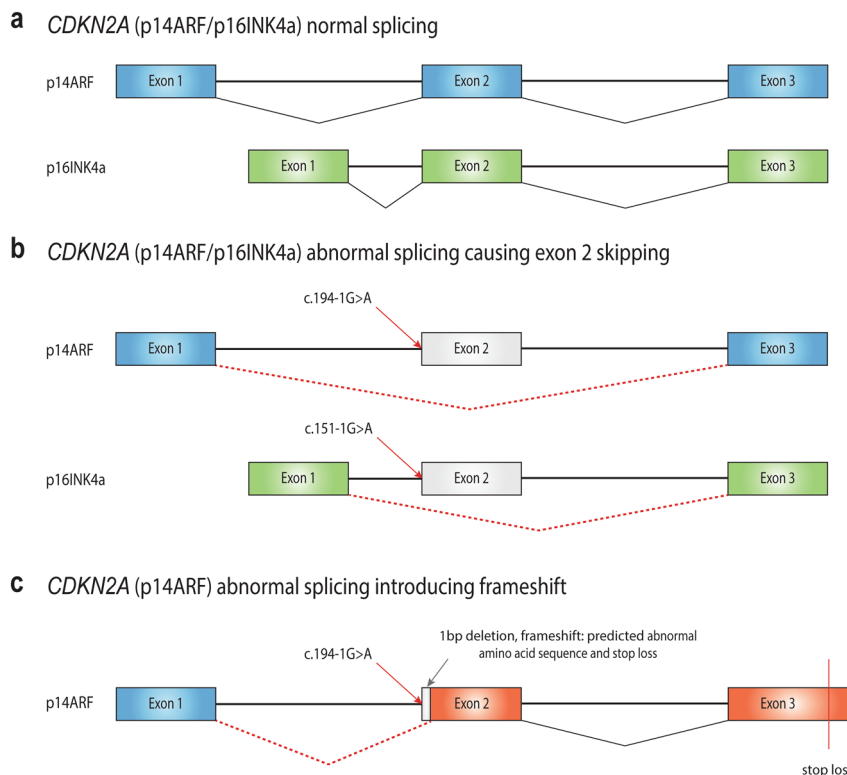 a CDKN2A (p14ARF/p16INK4a) normal splicing
p14ARF Exon 1 Exon 2 Exon 3
p16INK4a Exon 1 Exon 2 Exon 3
b CDKN2A (p14ARF/p16INK4a) abnormal splicing causing exon 2 skipping
c.194-1G>A
p14ARF Exon 1 Exon 2 Exon 3
c.151-1G>A
p16INK4a Exon 1 Exon 2 Exon 3
c CDKN2A (p14ARF) abnormal splicing introducing frameshift
1bp deletion, frameshift: predicted abnormal
amino acid sequence and stop loss
c.194-1G>A
p14ARF Exon 1 Exon 2 Exon 3
stop los